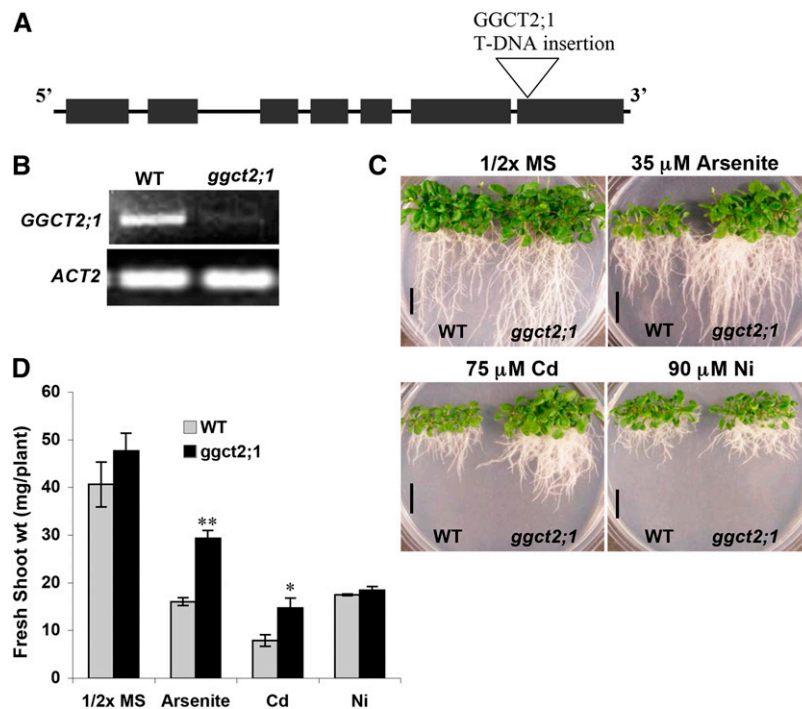 A
GGCT2;1
T-DNA insertion
5’
3’
B
WT ggct2;1
GGCT2;1
ACT2
C
1/2x MS
35 µM Arsenite
WT ggct2;1
WT ggct2;1
75 µM Cd
90 µM Ni
WT ggct2;1
WT ggct2;1
D
Fresh Shoot wt (mg/plant)
60
50
40
30
20
10
0
WT
ggct2;1
**
*
1/2x MS Arsenite Cd Ni